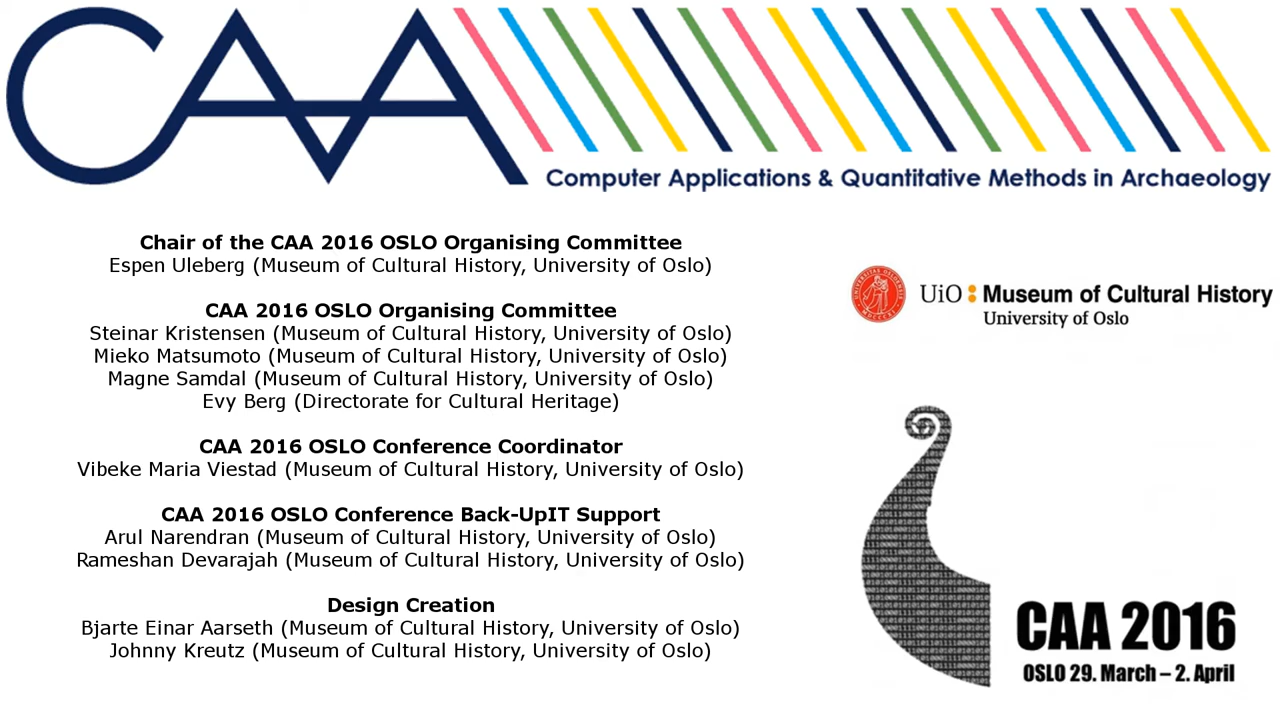 CAA
Computer Applications & Quantitative Methods in Archaeology
Chair of the CAA 2016 OSLO Organising Committee
Espen Uleberg (Museum of Cultural History, University of Oslo)
CAA 2016 OSLO Organising Committee
Steinar Kristensen (Museum of Cultural History, University of Oslo)
Mieko Matsumoto (Museum of Cultural History, University of Oslo)
Magne Samdal (Museum of Cultural History, University of Oslo)
Evy Berg (Directorate for Cultural Heritage)
CAA 2016 OSLO Conference Coordinator
Vibeke Maria Viestad (Museum of Cultural History, University of Oslo)
CAA 2016 OSLO Conference Back-UpIT Support
Arul Narendran (Museum of Cultural History, University of Oslo)
Rameshan Devarajah (Museum of Cultural History, University of Oslo)
Design Creation
Bjarte Einar Aarseth (Museum of Cultural History, University of Oslo)
Johnny Kreutz (Museum of Cultural History, University of Oslo)
UNIVERSITAS OSLOENSIS
MDCCCXI
UiO : Museum of Cultural History
University of Oslo
CAA 2016
OSLO 29. March – 2. April